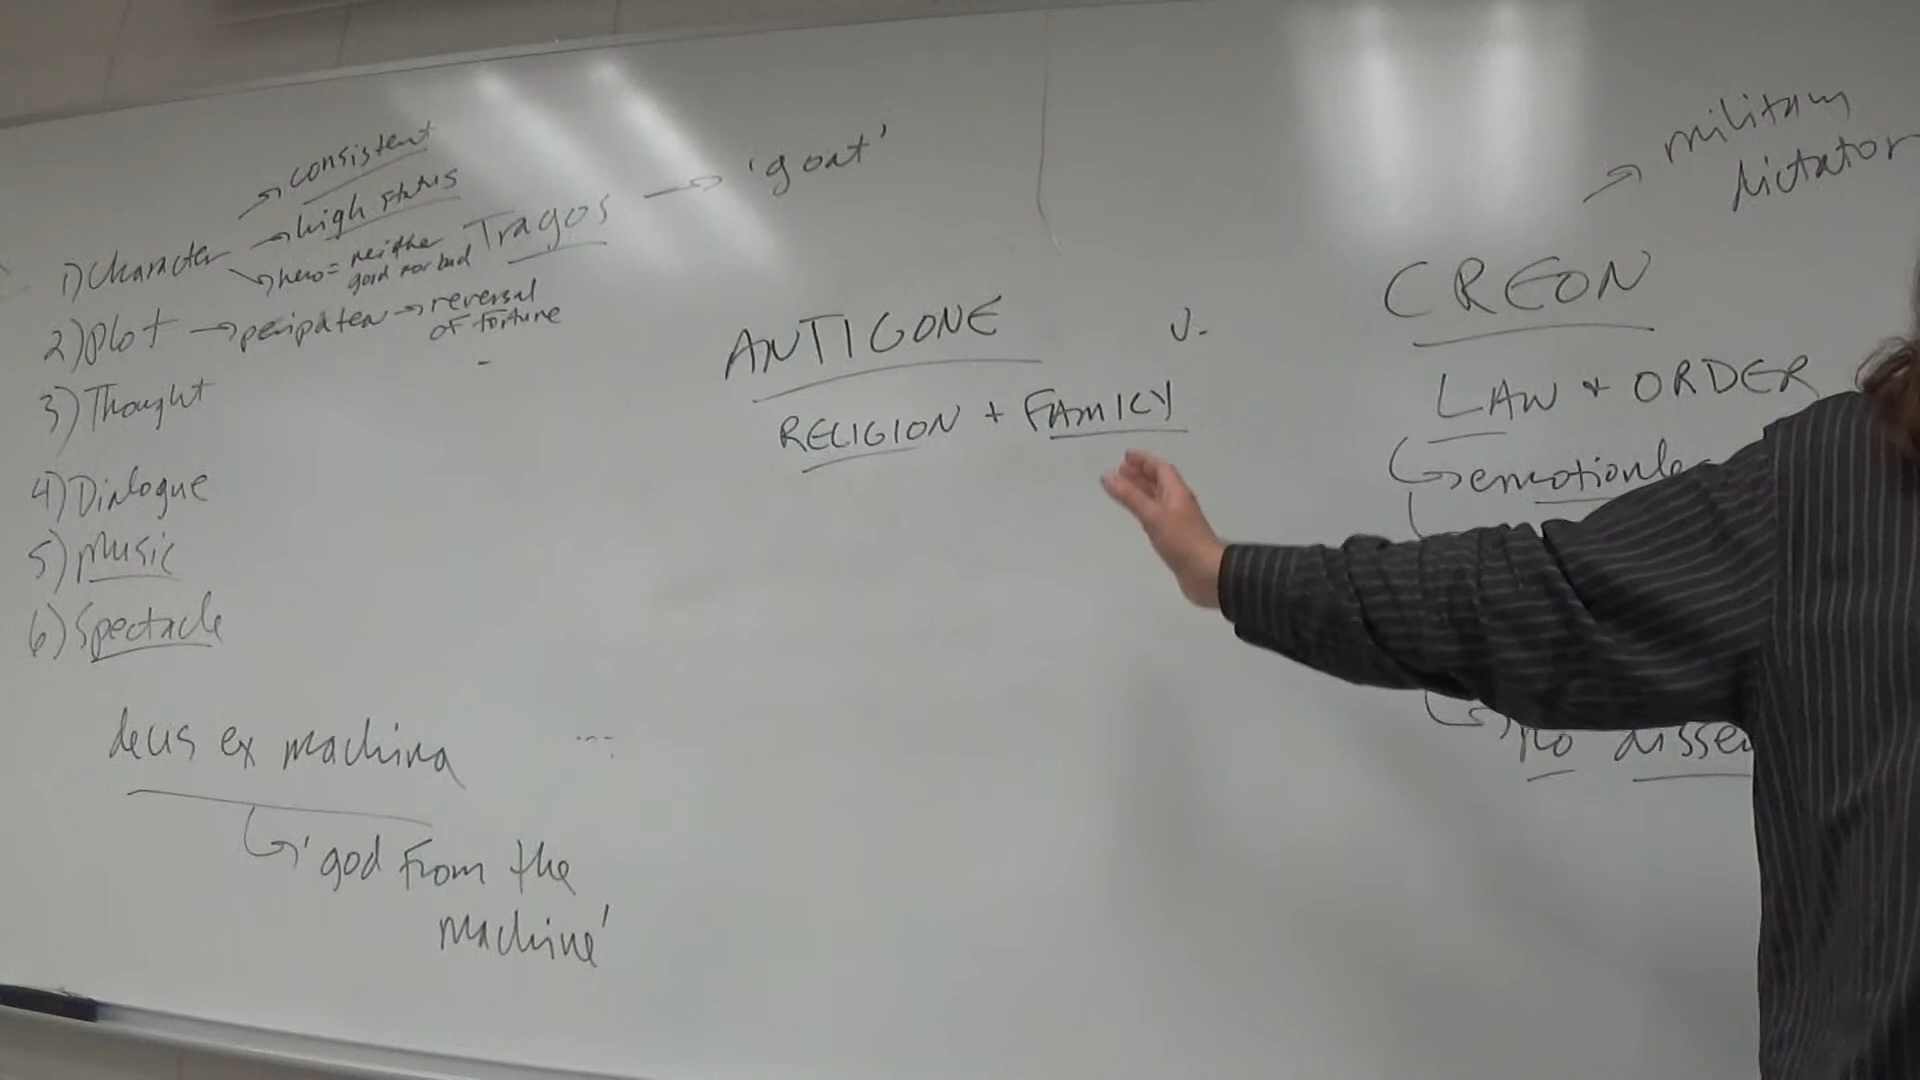 consistent
1) Character → high status
hero = neither
good nor bad
Tragos → 'goat'
2) Plot → peripatea → reversal
of fortune
3) Thought
4) Dialogue
5) Music
6) Spectacle
deus ex machina
'god from the
machine'
ANTIGONE v. CREON
RELIGION + FAMILY
→ military
dictator
LAW + ORDER
no